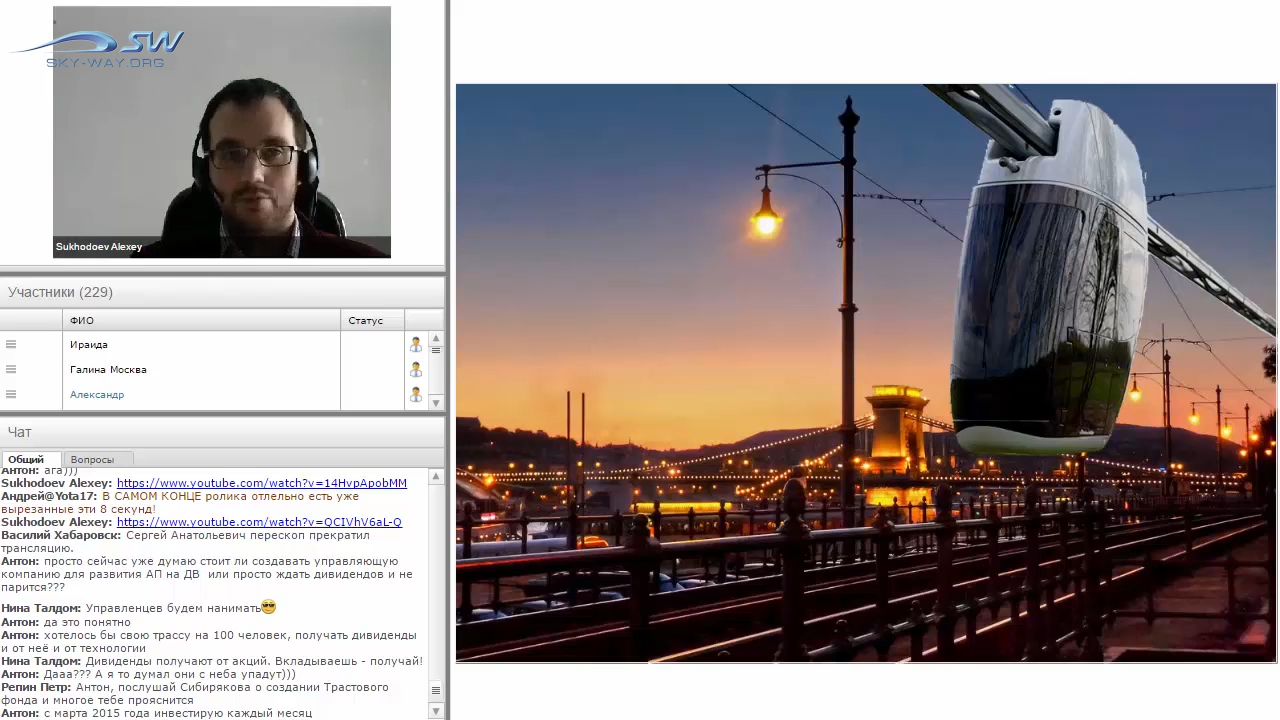 SW
SKY-WAY.ORG
Sukhodoev Alexey
Участники (229)
ФИО
Статус
Ираида
Галина Москва
Александр
Чат
Общий
Вопросы
Антон: ага)))
Sukhodoev Alexey: https://www.youtube.com/watch?v=14HvpApobMM
Андрей@Yota17: В САМОМ КОНЦЕ ролика отлельно есть уже
вырезанные эти 8 секунд!
Sukhodoev Alexey: https://www.youtube.com/watch?v=QCIVhV6aL-Q
Василий Хабаровск: Сергей Анатольевич перескоп прекратил
трансляцию.
Антон: просто сейчас уже думаю стоит ли создавать управляющую
компанию для развития АП на ДВ или просто ждать дивидендов и не
парится???
Нина Талдом: Управленцев будем нанимать
Антон: да это понятно
Антон: хотелось бы свою трассу на 100 человек, получать дивиденды
и от неё и от технологии
Нина Талдом: Дивиденды получают от акций. Вкладываешь - получай!
Антон: Дааа??? А я то думал они с неба упадут)))
Репин Петр: Антон, послушай Сибирякова о создании Трастового
фонда и многое тебе прояснится
Антон: с марта 2015 года инвестирую каждый месяц